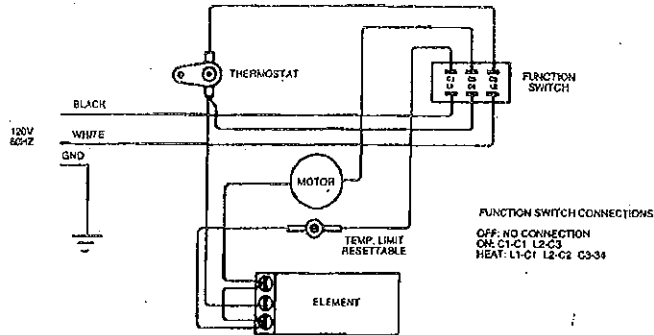 THERMOSTAT
FUNCTION
SWITCH
BLACK
120V
60HZ
WHITE
GND
MOTOR
TEMP. LIMIT
RESETTABLE
ELEMENT
FUNCTION SWITCH CONNECTIONS
OFF: NO CONNECTION
ON: C1-C1 L2-C3
HEAT: L1-C1 L2-C2 C3-34